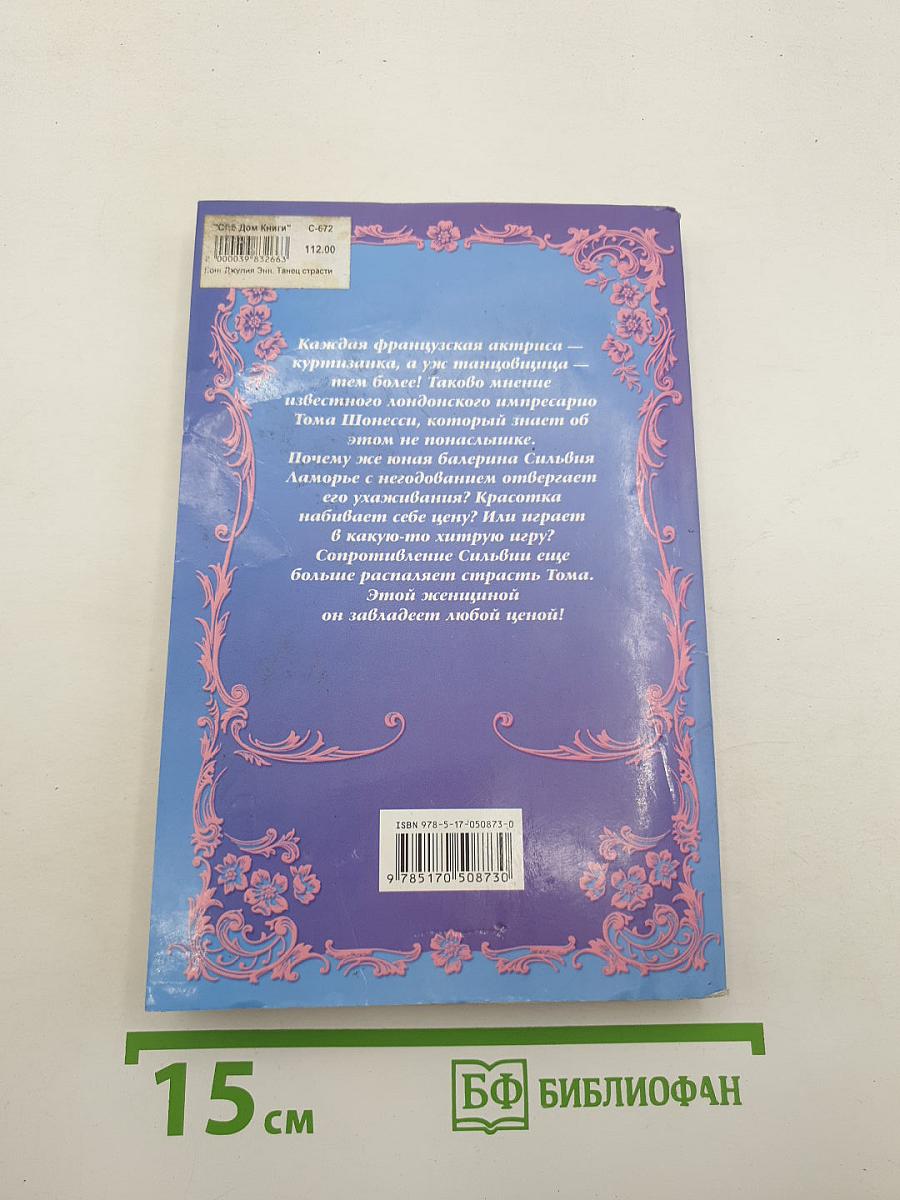 "СПб Дом Книги" С-672
112.00
2 000039 832663
Лонг Джулия Энн. Танец страсти
Каждая французская актриса —
куртизанка, а уж танцовщица —
тем более! Таково мнение
известного лондонского импресарио
Тома Шонесси, который знает об
этом не понаслышке.
Почему же юная балерина Сильвия
Ламорье с негодованием отвергает
его ухаживания? Красотка
набивает себе цену? Или играет
в какую-то хитрую игру?
Сопротивление Сильвии еще
больше распаляет страсть Тома.
Этой женщиной
он завладеет любой ценой!
ISBN 978-5-17-050873-0
9 785170 508730
15 см
БФ БИБЛИОФАН